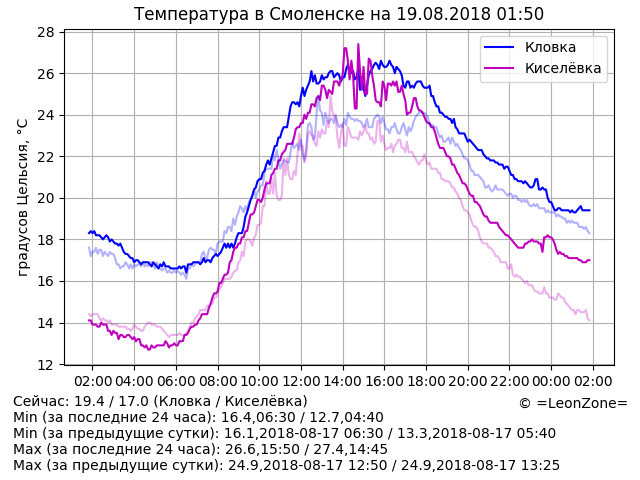 Температура в Смоленске на 19.08.2018 01:50
28
26
24
22
20
18
16
14
12
градусов Цельсия, °C
Кловка
Киселёвка
02:00 04:00 06:00 08:00 10:00 12:00 14:00 16:00 18:00 20:00 22:00 00:00 02:00
Сейчас: 19.4 / 17.0 (Кловка / Киселёвка)
© =LeonZone=
Min (за последние 24 часа): 16.4,06:30 / 12.7,04:40
Min (за предыдущие сутки): 16.1,2018-08-17 06:30 / 13.3,2018-08-17 05:40
Max (за последние 24 часа): 26.6,15:50 / 27.4,14:45
Max (за предыдущие сутки): 24.9,2018-08-17 12:50 / 24.9,2018-08-17 13:25